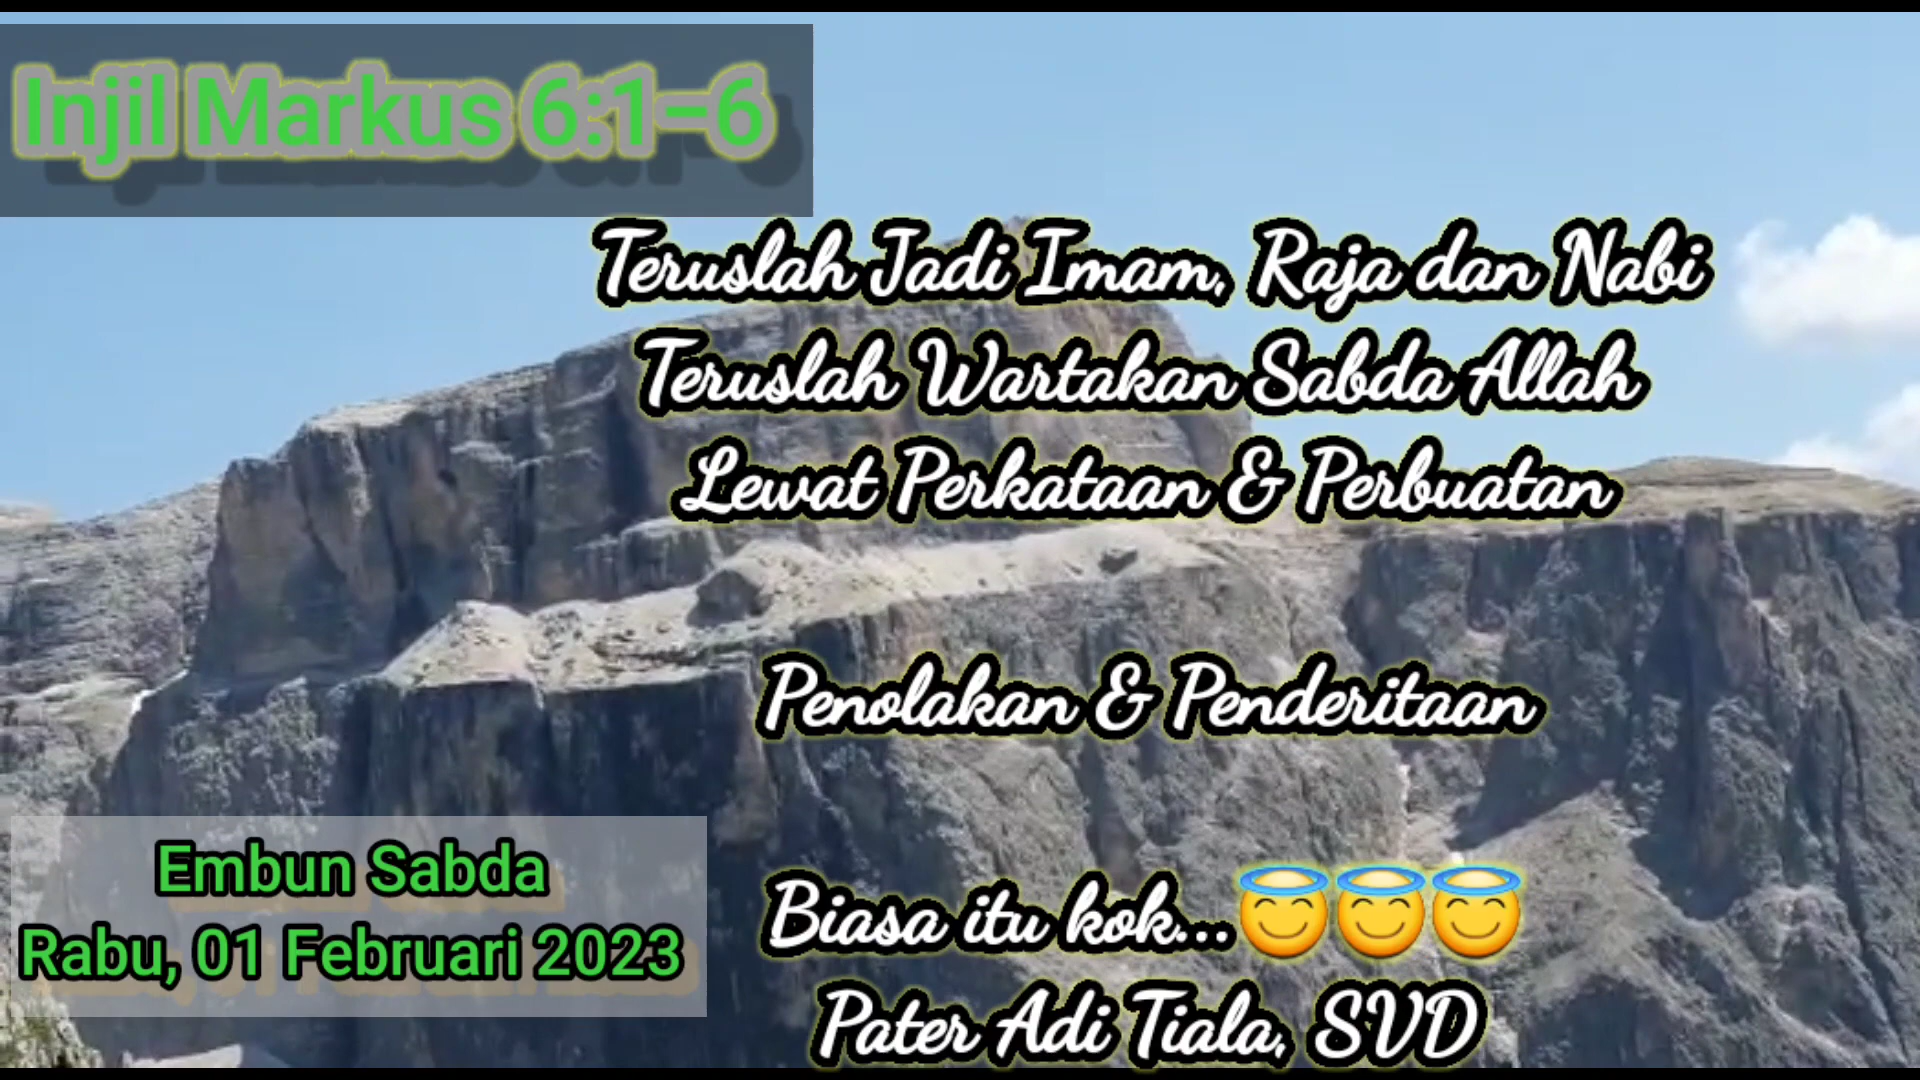 Injil Markus 6:1-6
Teruslah Jadi Imam, Raja dan Nabi
Teruslah Wartakan Sabda Allah
Lewat Perkataan & Perbuatan
Penolakan & Penderitaan
Biasa itu kok...😇😇😇
Pater Adi Tiala, SVD
Embun Sabda
Rabu, 01 Februari 2023